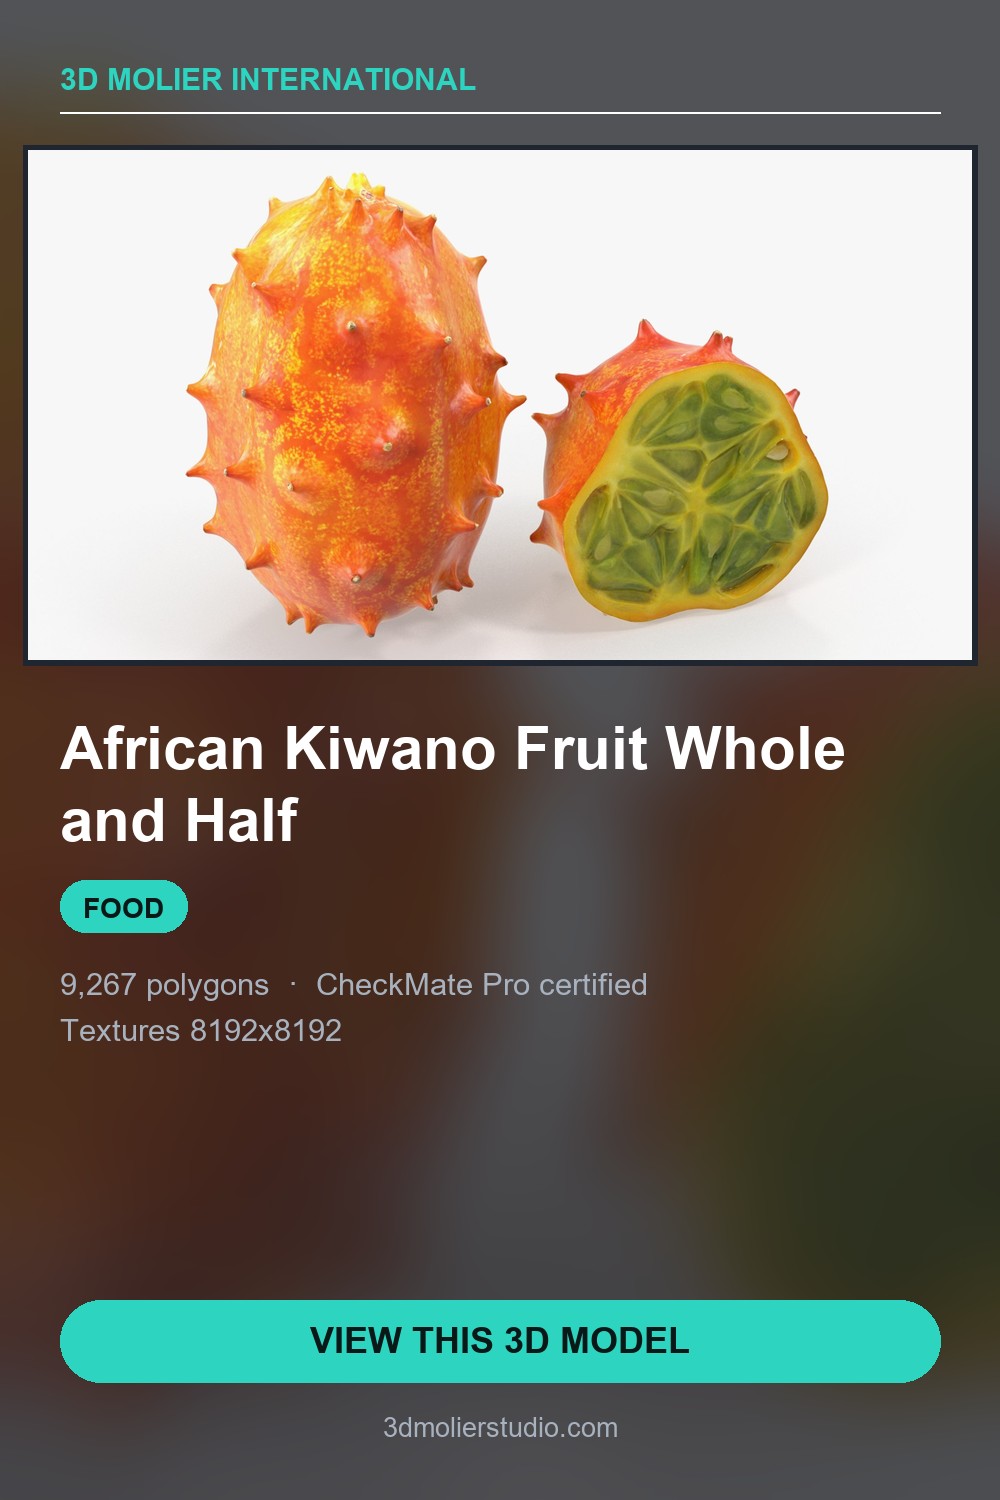 3D MOLIER INTERNATIONAL
African Kiwano Fruit Whole
and Half
FOOD
9,267 polygons · CheckMate Pro certified
Textures 8192x8192
VIEW THIS 3D MODEL
3dmolierstudio.com